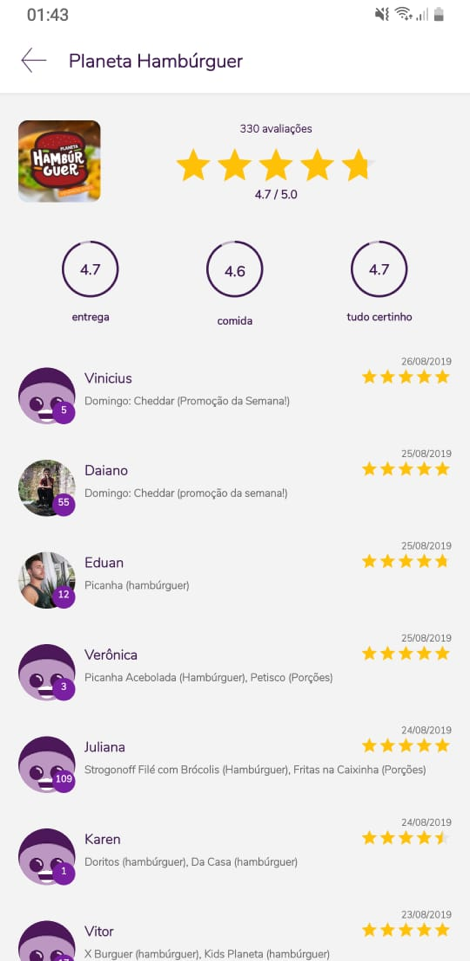 01:43
Planeta Hambúrguer
PLANETA
HAMBÚR
GUER
330 avaliações
4.7 / 5.0
4.7
4.6
4.7
entrega
comida
tudo certinho
26/08/2019
Vinicius
Domingo: Cheddar (Promoção da Semana!)
5
25/08/2019
Daiano
Domingo: Cheddar (promoção da semana!)
55
25/08/2019
Eduan
Picanha (hambúrguer)
12
25/08/2019
Verônica
Picanha Acebolada (Hambúrguer), Petisco (Porções)
3
24/08/2019
Juliana
Strogonoff Filé com Brócolis (Hambúrguer), Fritas na Caixinha (Porções)
109
24/08/2019
Karen
Doritos (hambúrguer), Da Casa (hambúrguer)
1
23/08/2019
Vitor
X Burguer (hambúrguer), Kids Planeta (hambúrguer)